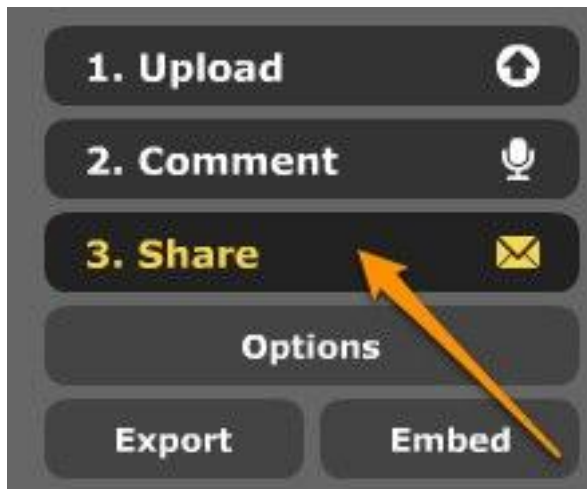 1. Upload
2. Comment
3. Share
Options
Export Embed